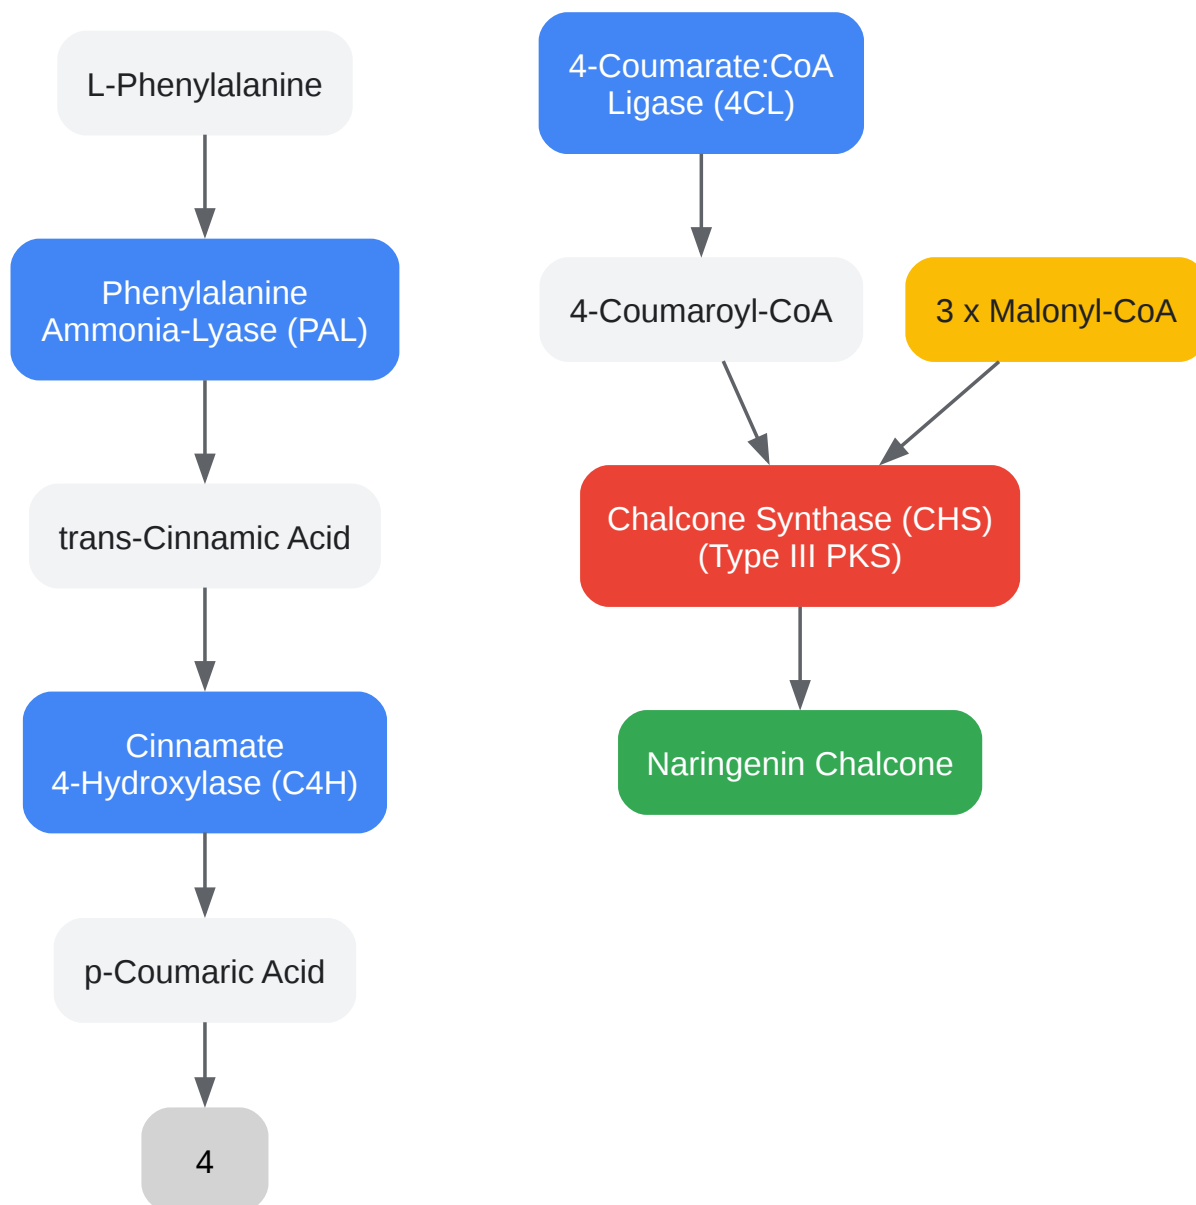 L-Phenylalanine
Phenylalanine
Ammonia-Lyase (PAL)
trans-Cinnamic Acid
Cinnamate
4-Hydroxylase (C4H)
p-Coumaric Acid
4
4-Coumarate:CoA
Ligase (4CL)
4-Coumaroyl-CoA
3 x Malonyl-CoA
Chalcone Synthase (CHS)
(Type III PKS)
Naringenin Chalcone